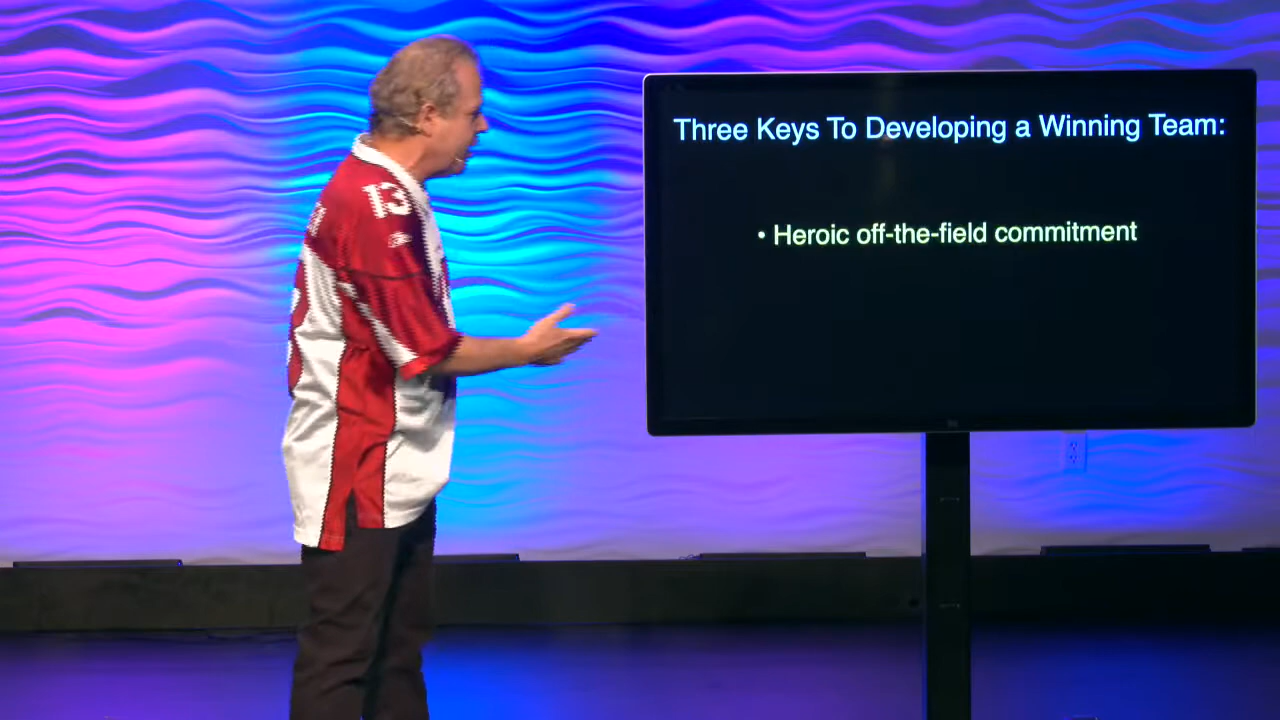 Three Keys To Developing a Winning Team:
• Heroic off-the-field commitment
13